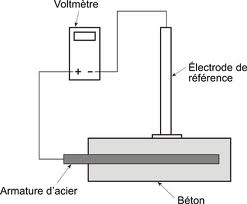 Voltmètre
+ −
Électrode de
référence
Armature d'acier
Béton